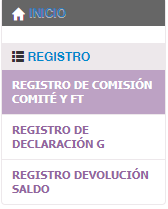 INICIO
REGISTRO
REGISTRO DE COMISIÓN
COMITÉ Y FT
REGISTRO DE
DECLARACIÓN G
REGISTRO DEVOLUCIÓN
SALDO